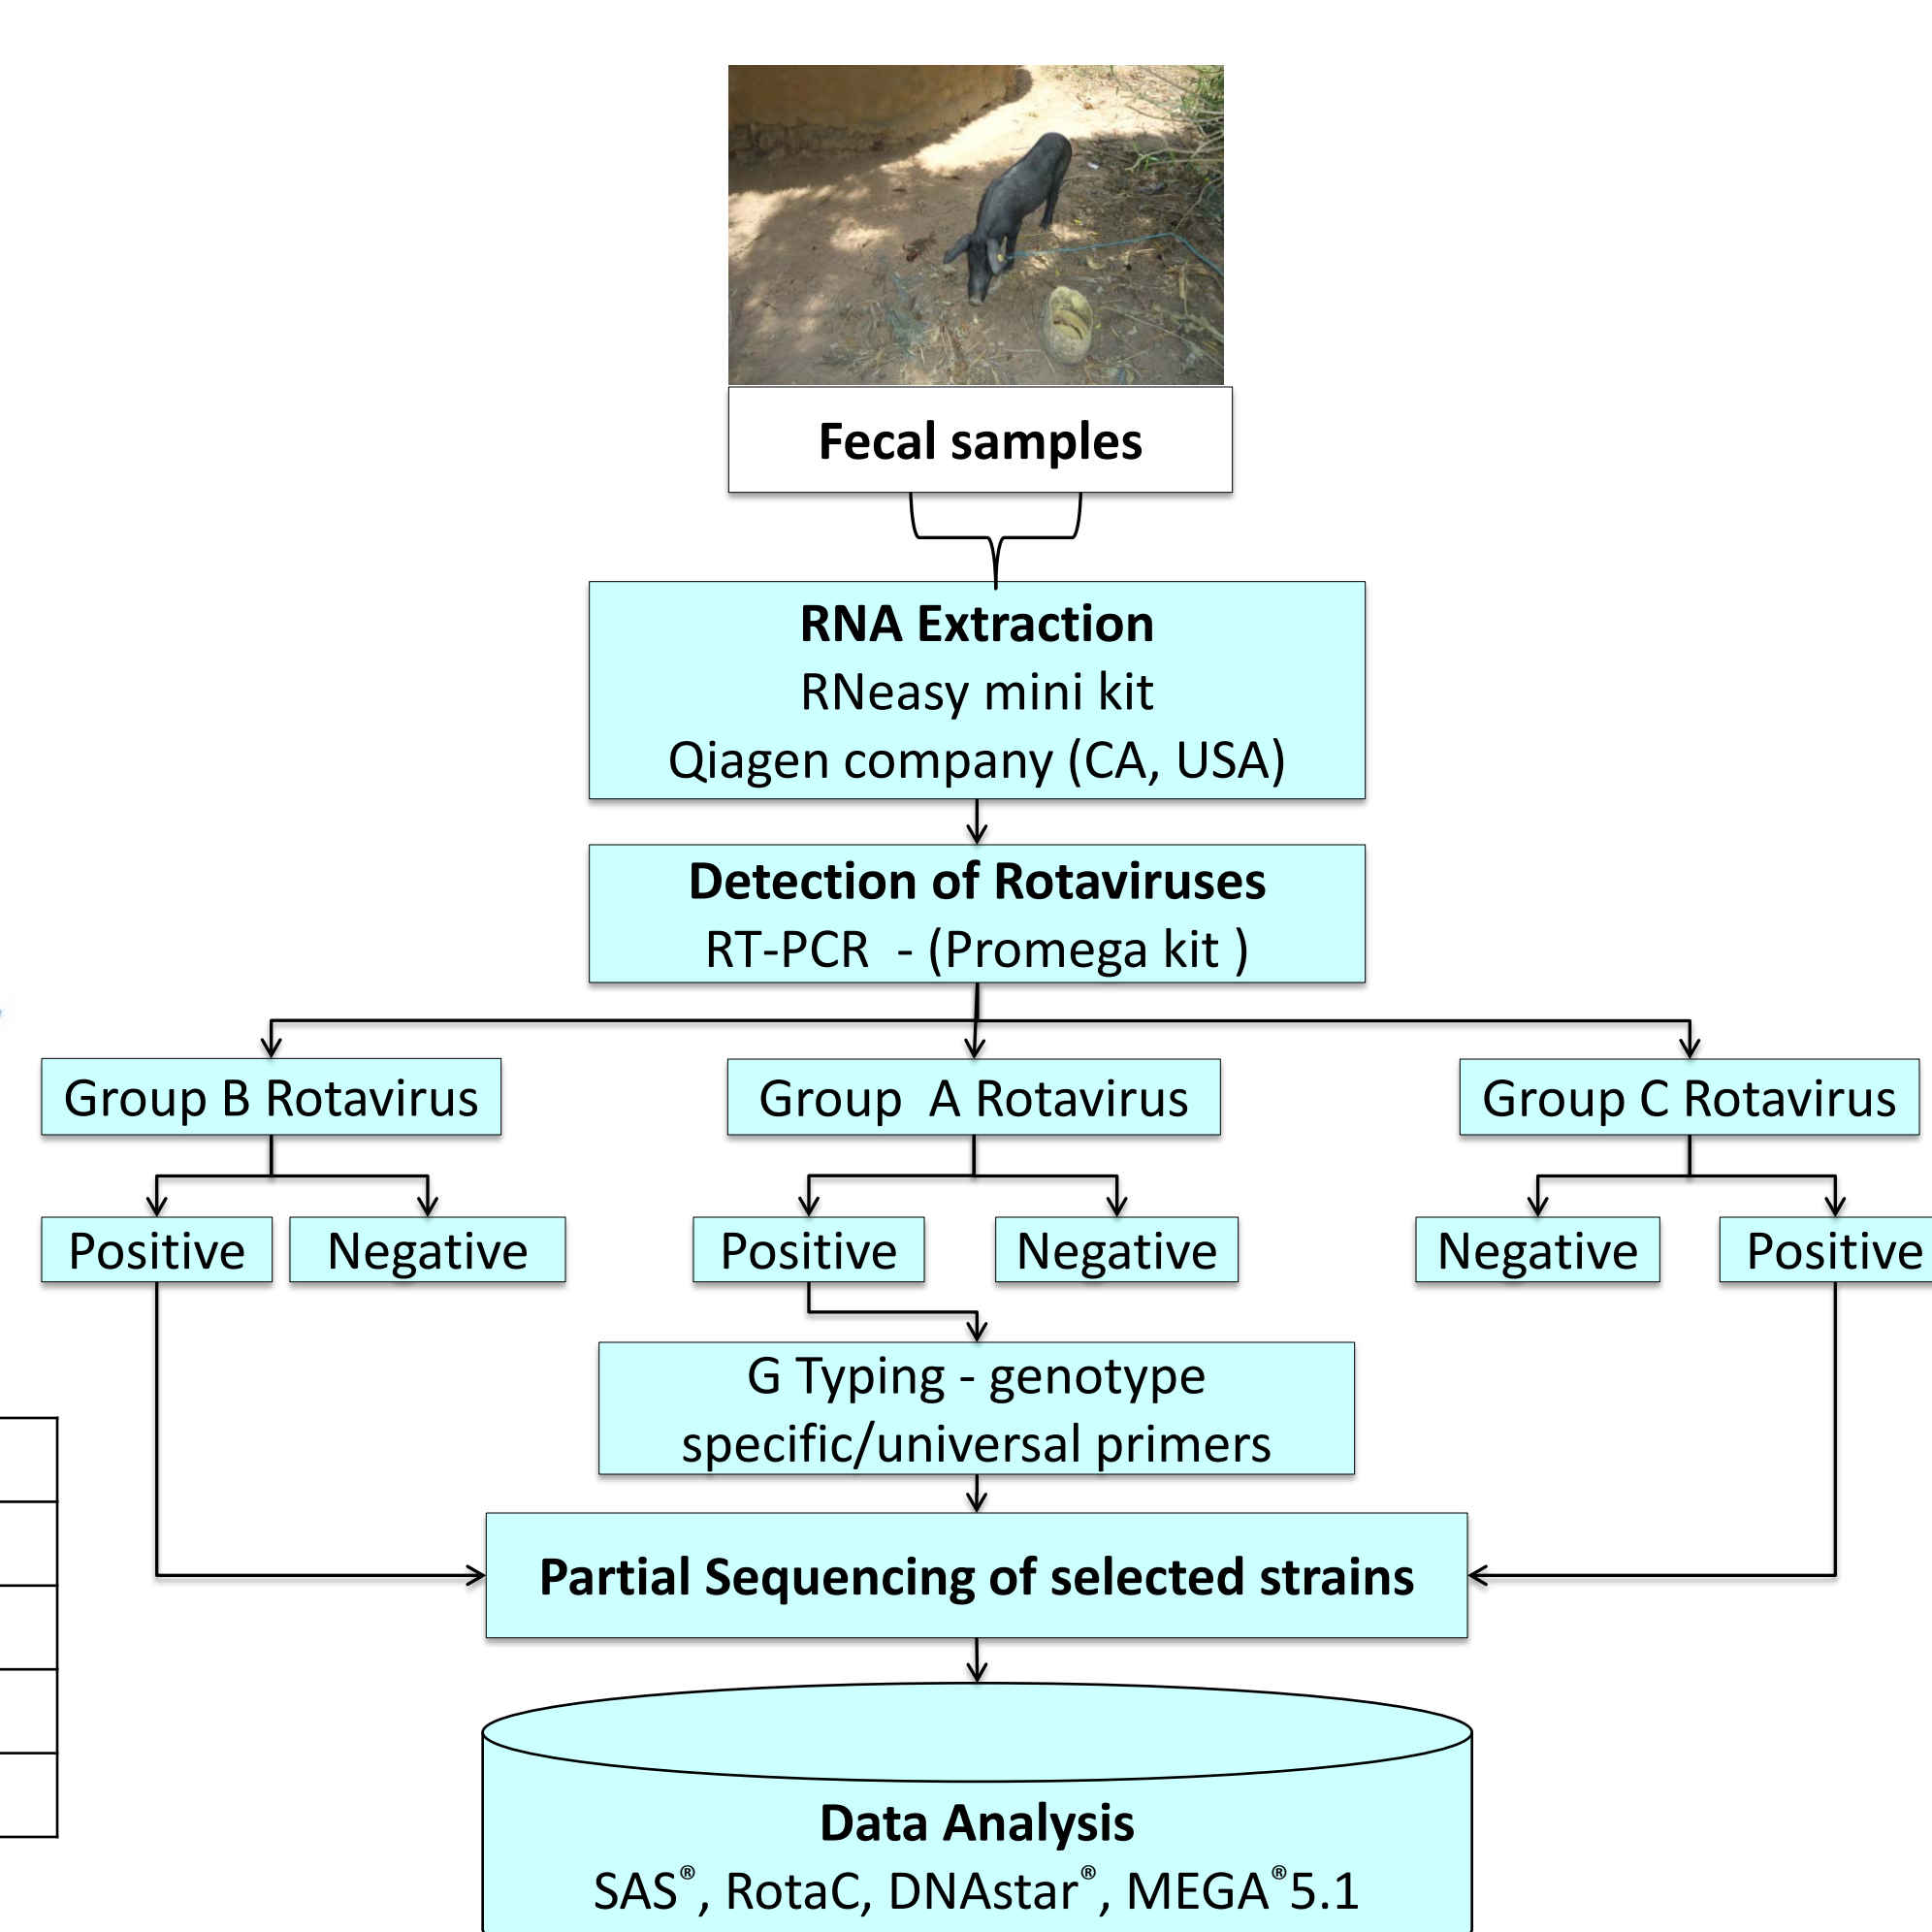 Fecal samples
RNA Extraction
RNeasy mini kit
Qiagen company (CA, USA)
Detection of Rotaviruses
RT-PCR  - (Promega kit )
Group B Rotavirus
Group  A Rotavirus
Group C Rotavirus
Positive
Negative
Positive
Negative
Negative
Positive
G Typing - genotype
specific/universal primers
Partial Sequencing of selected strains
Data Analysis
SAS®, RotaC, DNAstar®, MEGA®5.1